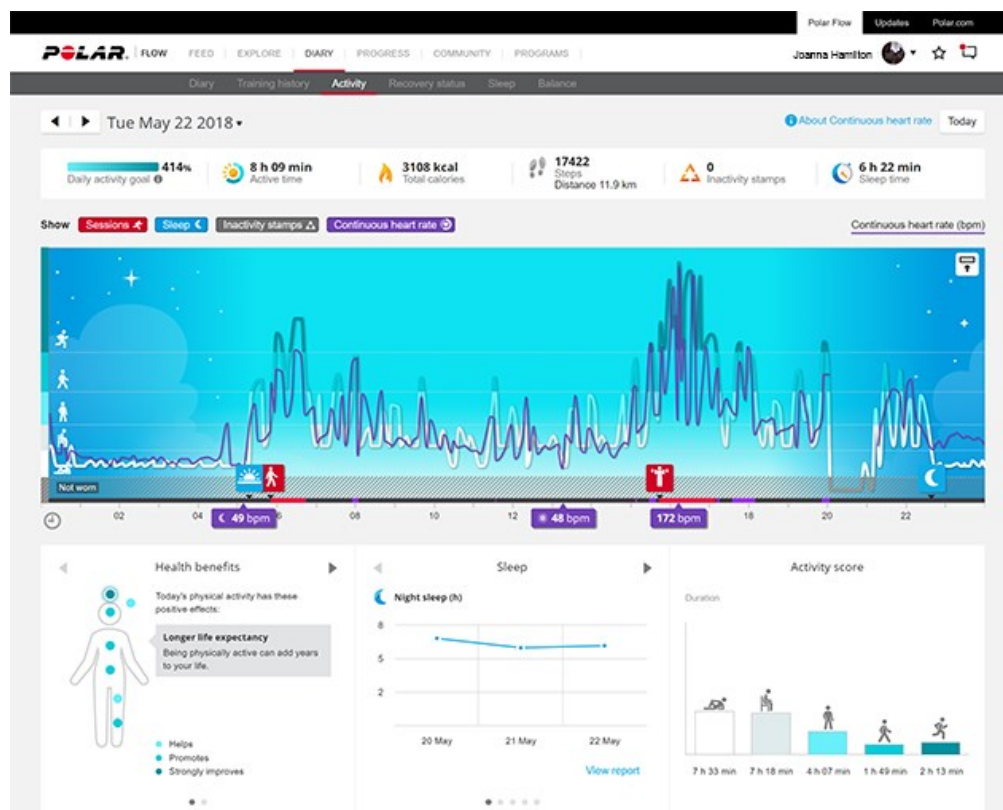 Polar Flow Updates Polar.com
POLAR. FLOW FEED EXPLORE DIARY PROGRESS COMMUNITY PROGRAMS Joanna Hamilton
Diary Training history Activity Recovery status Sleep Balance
Tue May 22 2018 About Continuous heart rate Today
414% 8 h 09 min 3108 kcal 17422 0 6 h 22 min
Daily activity goal Active time Total calories Steps Inactivity stamps Sleep time
Distance 11.9 km
Show Sessions Sleep Inactivity stamps Continuous heart rate Continuous heart rate (bpm)
Not worn
02 04 49 bpm 6 08 10 12 48 bpm 172 bpm 18 20 22
Health benefits
Today's physical activity has these
positive effects:
Longer life expectancy
Being physically active can add years
to your life.
Helps
Promotes
Strongly improves
Sleep
Night sleep (h)
8
5
2
20 May 21 May 22 May
View report
Activity score
Duration
7 h 33 min 7 h 18 min 4 h 07 min 1 h 49 min 2 h 13 min